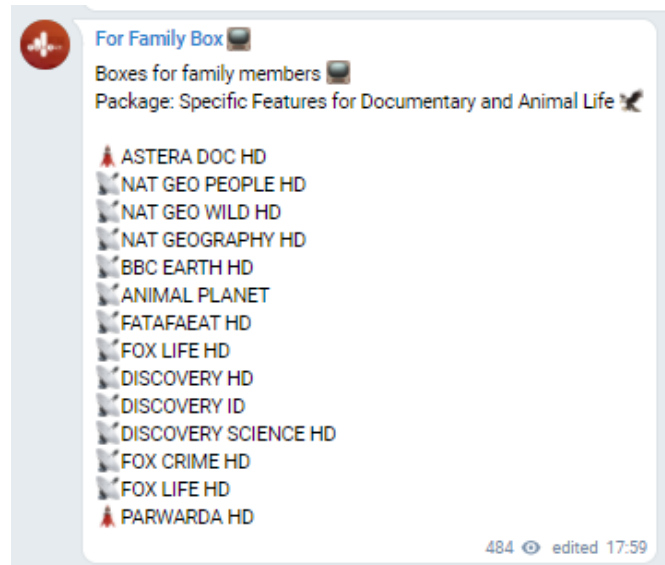 For Family Box📺
Boxes for family members 📺
Package: Specific Features for Documentary and Animal Life 🦅
🚀 ASTERA DOC HD
📡NAT GEO PEOPLE HD
📡NAT GEO WILD HD
📡NAT GEOGRAPHY HD
📡BBC EARTH HD
📡ANIMAL PLANET
📡FATAFAEAT HD
📡FOX LIFE HD
📡DISCOVERY HD
📡DISCOVERY ID
📡DISCOVERY SCIENCE HD
📡FOX CRIME HD
📡FOX LIFE HD
🚀 PARWARDA HD
484 👁 edited 17:59